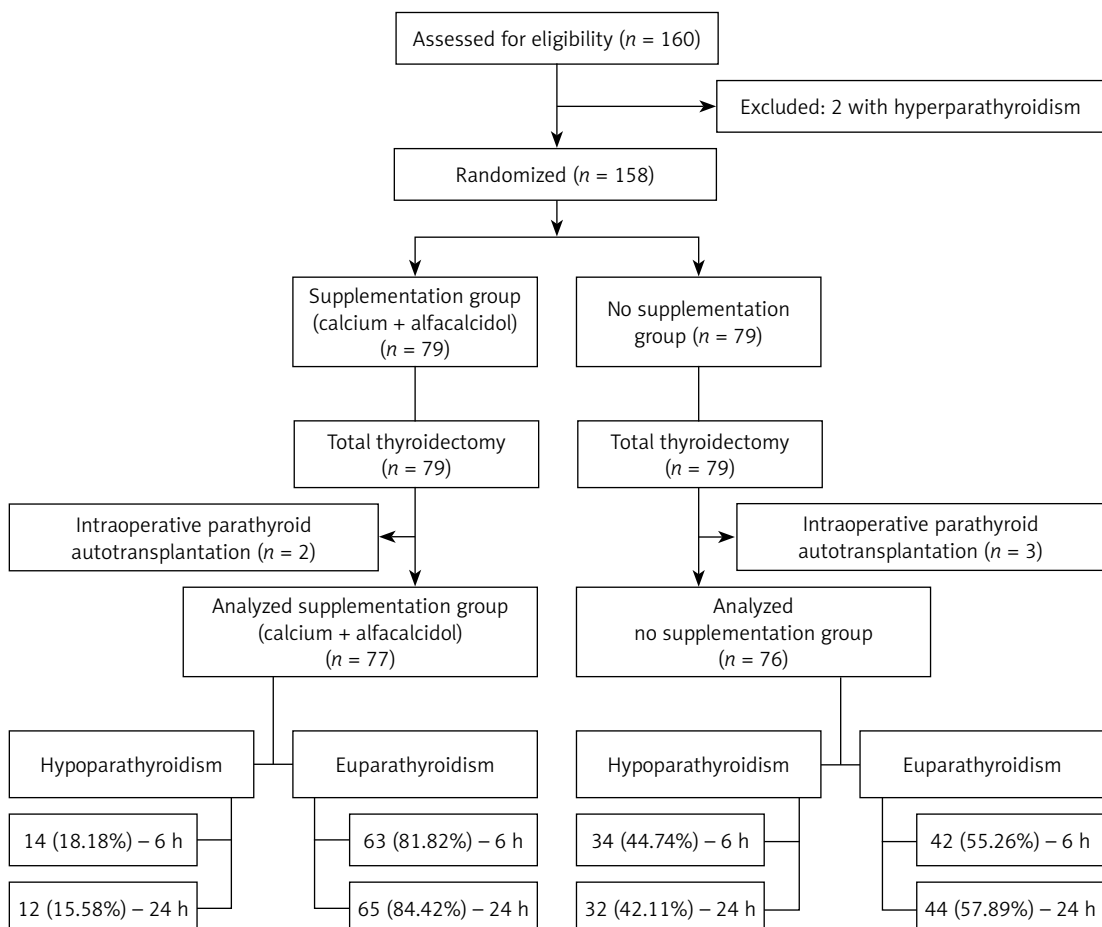 Assessed for eligibility (n = 160)
Excluded: 2 with hyperparathyroidism
Randomized (n = 158)
Supplementation group
(calcium + alfacalcidol)
(n = 79)
No supplementation
group (n = 79)
Total thyroidectomy
(n = 79)
Total thyroidectomy
(n = 79)
Intraoperative parathyroid
autotransplantation (n = 2)
Intraoperative parathyroid
autotransplantation (n = 3)
Analyzed supplementation group
(calcium + alfacalcidol)
(n = 77)
Analyzed
no supplementation group
(n = 76)
Hypoparathyroidism
Euparathyroidism
Hypoparathyroidism
Euparathyroidism
14 (18.18%) – 6 h
63 (81.82%) – 6 h
34 (44.74%) – 6 h
42 (55.26%) – 6 h
12 (15.58%) – 24 h
65 (84.42%) – 24 h
32 (42.11%) – 24 h
44 (57.89%) – 24 h